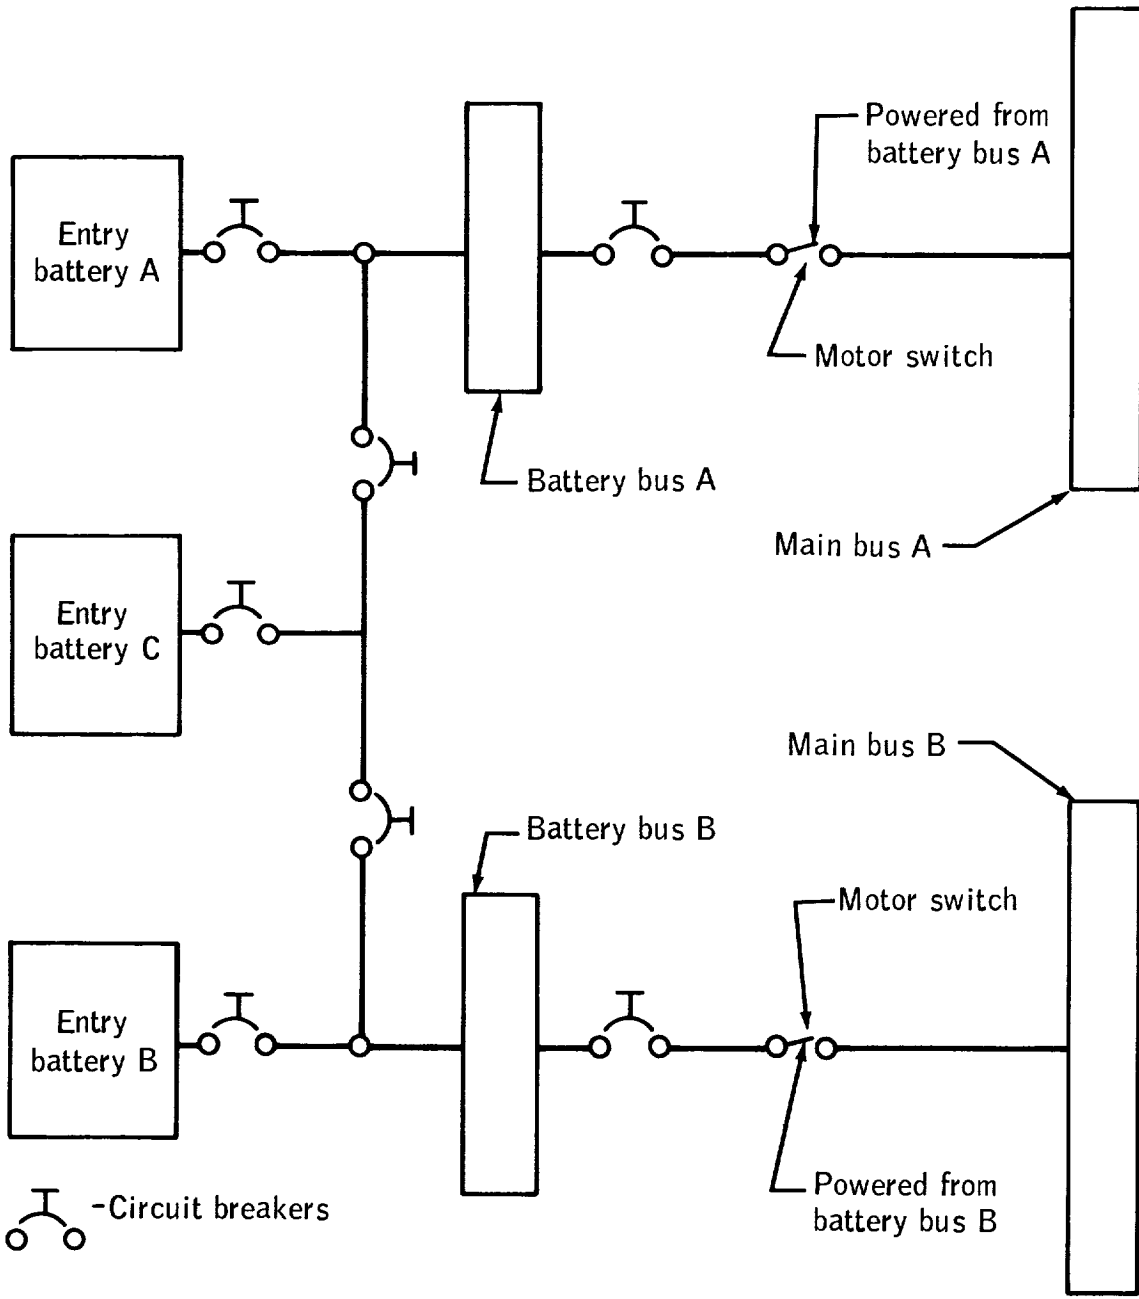 Powered from
battery bus A
Entry
battery A
Motor switch
Battery bus A
Main bus A
Entry
battery C
Main bus B
Battery bus B
Motor switch
Entry
battery B
Powered from
battery bus B
-Circuit breakers